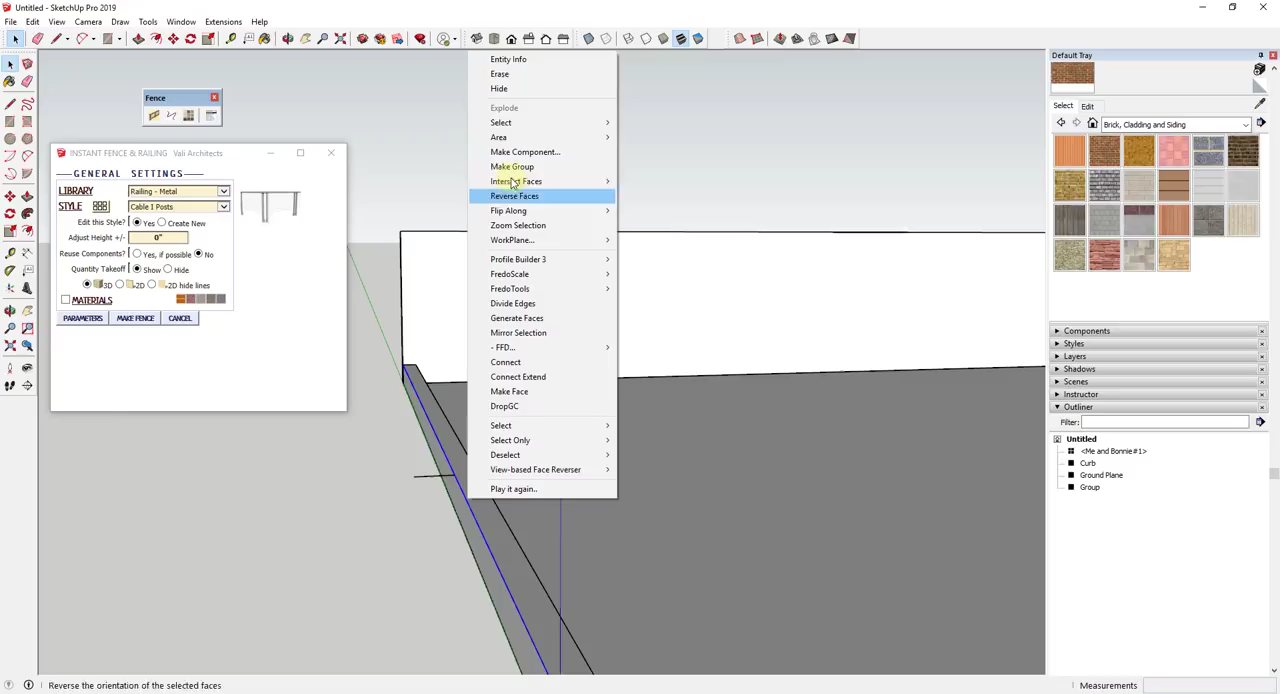 Untitled - SketchUp Pro 2019
File Edit View Camera Draw Tools Window Extensions Help
Default Tray
Select Edit
Brick, Cladding and Siding
Fence
INSTANT FENCE & RAILING Vali Architects
GENERAL SETTINGS
LIBRARY Railing - Metal
STYLE Cable I Posts
Edit this Style? Yes Create New
Adjust Height +/- 0"
Reuse Components? Yes, if possible No
Quantity Takeoff Show Hide
3D 2D 2D hide lines
MATERIALS
PARAMETERS MAKE FENCE CANCEL
Entity Info
Erase
Hide
Explode
Select
Area
Make Component...
Make Group
Intersect Faces
Reverse Faces
Flip Along
Zoom Selection
WorkPlane...
Profile Builder 3
FredoScale
FredoTools
Divide Edges
Generate Faces
Mirror Selection
- FFD...
Connect
Connect Extend
Make Face
DropGC
Select
Select Only
Deselect
View-based Face Reverser
Play it again..
Components
Styles
Layers
Shadows
Scenes
Instructor
Outliner
Filter:
Untitled
<Me and Bonnie#1>
Curb
Ground Plane
Group
Reverse the orientation of the selected faces
Measurements